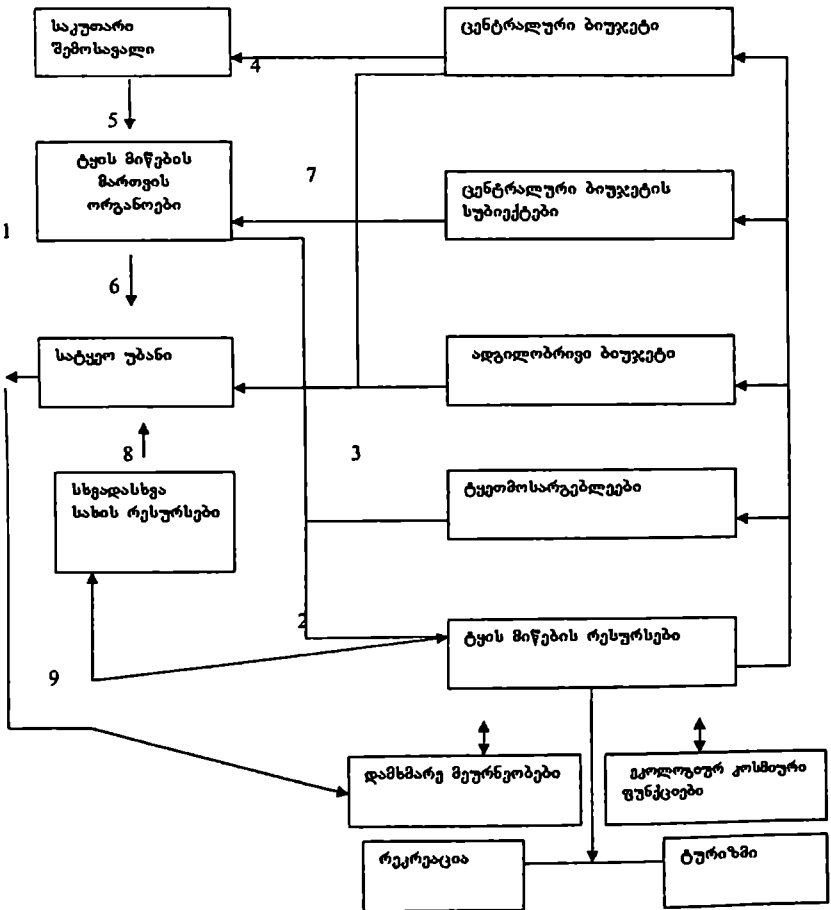 საკუთარი
შემოსავალი
ცენტრალური ბიუჯეტი
4
5
ტყის მიწების
მართვის
ორგანოები
7
ცენტრალური ბიუჯეტის
სუბიექტები
1
6
სატყეო უბანი
ადგილობრივი ბიუჯეტი
8
3
სხვადასხვა
სახის რესურსები
ტყეთმოსარგებლეები
2
ტყის მიწების რესურსები
9
დამხმარე მეურნეობები
ეკოლოგიურ კოსმიური
ფუნქციები
რეკრეაცია
ტურიზმი